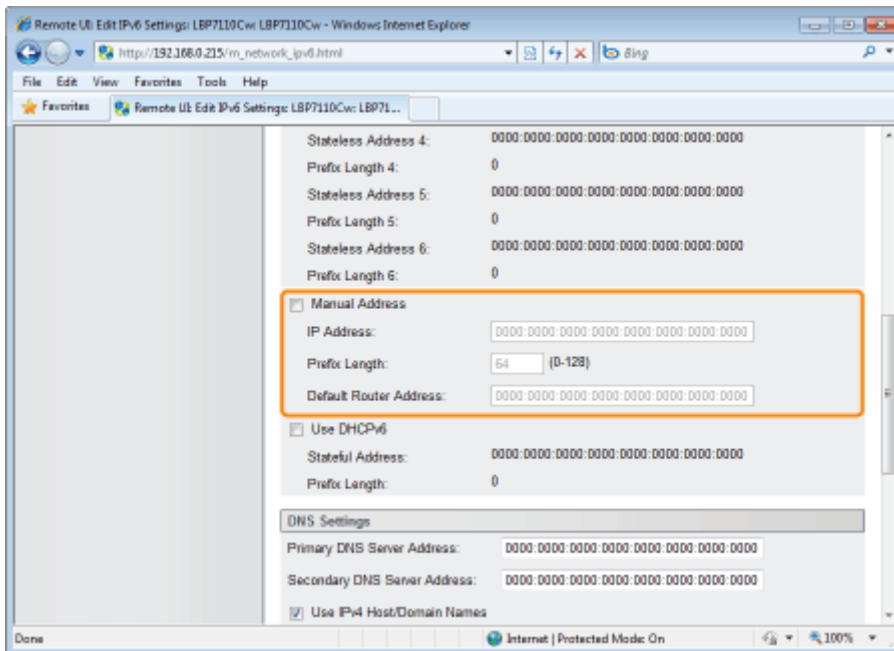 Remote UI: Edit IPv6 Settings: LBP7110Cw: LBP7110Cw - Windows Internet Explorer
http://192.168.0.215/m_network_ipv6.html
Bing
File Edit View Favorites Tools Help
Favorites
Remote UI: Edit IPv6 Settings: LBP7110Cw: LBP71...
Stateless Address 4: 0000:0000:0000:0000:0000:0000:0000:0000
Prefix Length 4: 0
Stateless Address 5: 0000:0000:0000:0000:0000:0000:0000:0000
Prefix Length 5: 0
Stateless Address 6: 0000:0000:0000:0000:0000:0000:0000:0000
Prefix Length 6: 0
Manual Address
IP Address: 0000:0000:0000:0000:0000:0000:0000:0000
Prefix Length: 64 (0-128)
Default Router Address: 0000:0000:0000:0000:0000:0000:0000:0000
Use DHCPv6
Stateful Address: 0000:0000:0000:0000:0000:0000:0000:0000
Prefix Length: 0
DNS Settings
Primary DNS Server Address: 0000:0000:0000:0000:0000:0000:0000:0000
Secondary DNS Server Address: 0000:0000:0000:0000:0000:0000:0000:0000
Use IPv4 Host/Domain Names
Done
Internet | Protected Mode: On
100%